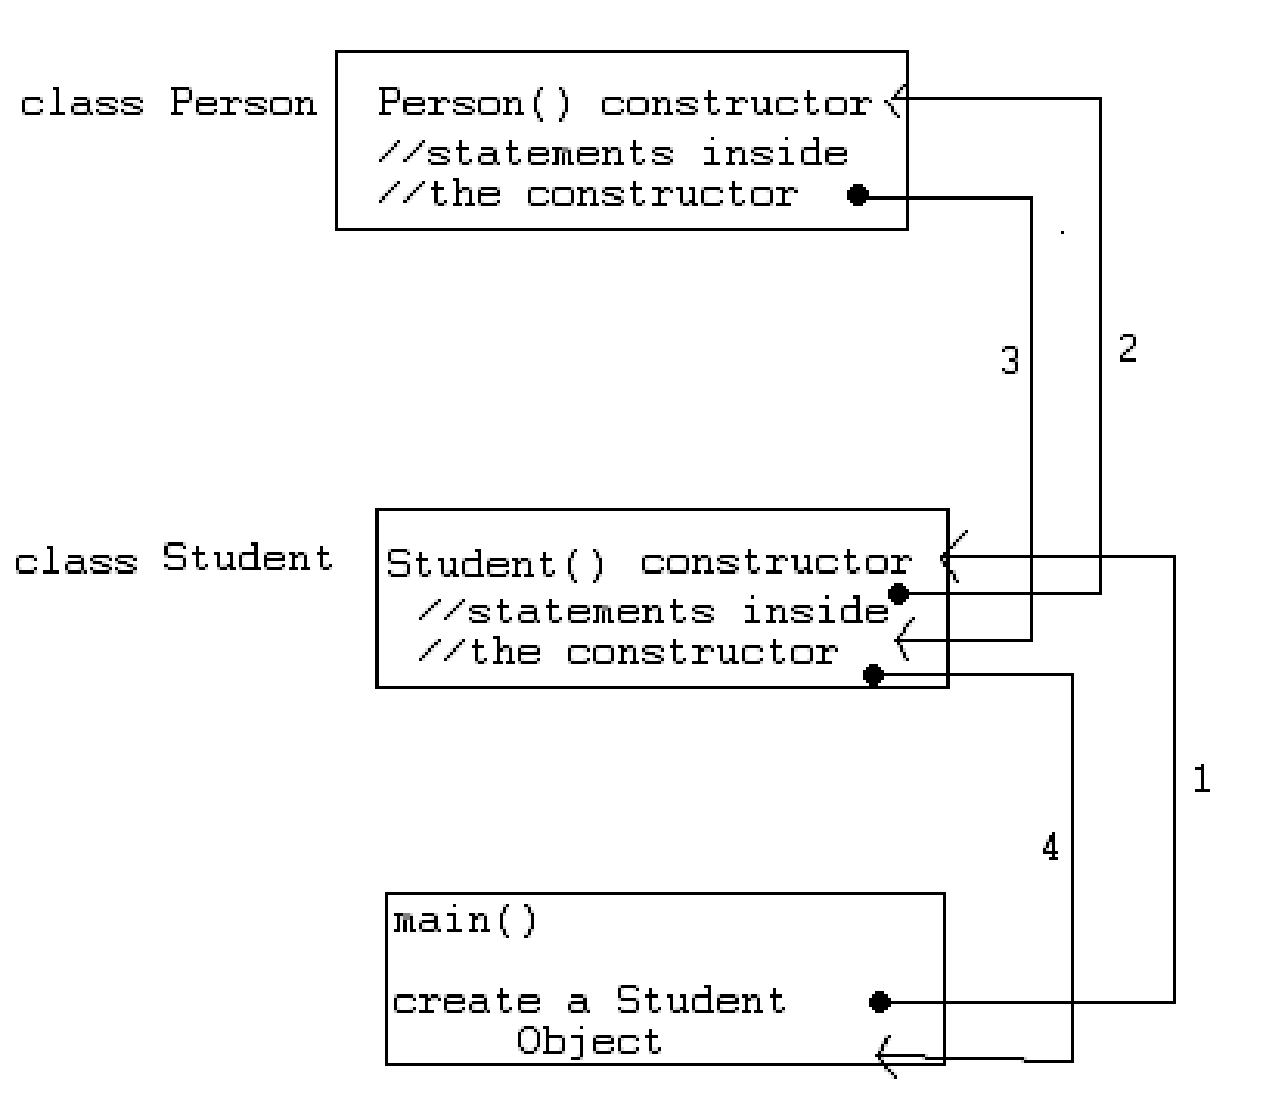 class Person
Person() constructor
//statements inside
//the constructor
3
2
class Student
Student() constructor
//statements inside
//the constructor
1
4
main()
create a Student
Object